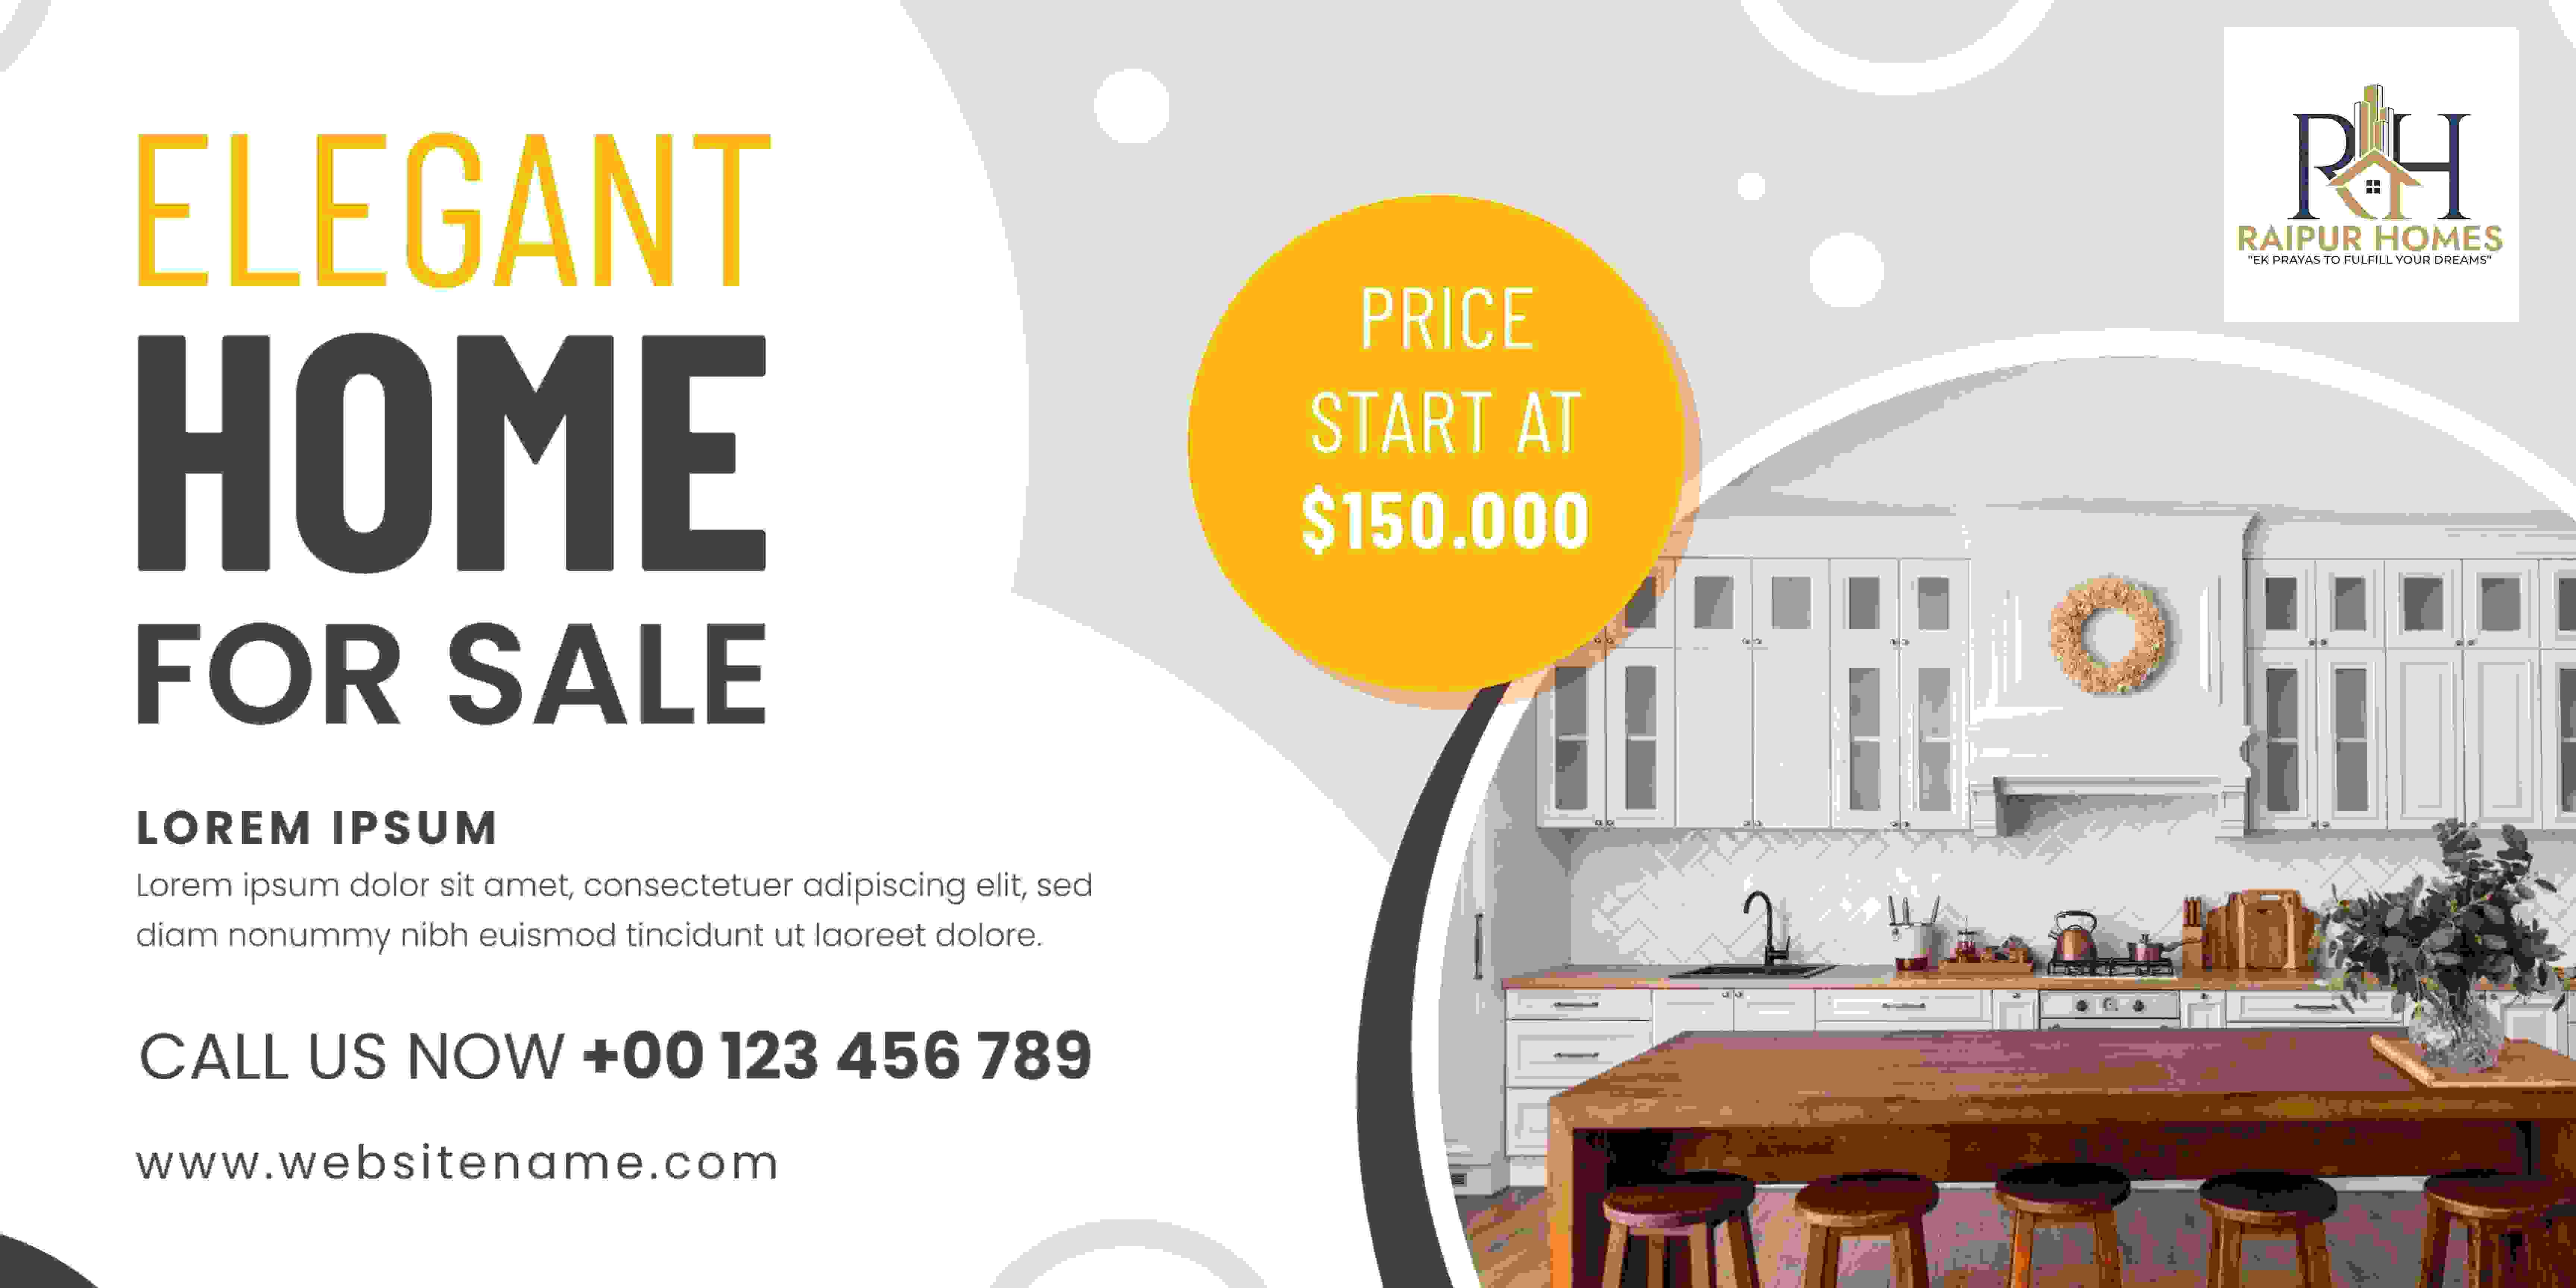 ELEGANT
HOME
FOR SALE
LOREM IPSUM
Lorem ipsum dolor sit amet, consectetuer adipiscing elit, sed
diam nonummy nibh euismod tincidunt ut laoreet dolore.
CALL US NOW +00 123 456 789
www.websitename.com
PRICE
START AT
$150.000
RH
RAIPUR HOMES
"EK PRAYAS TO FULFILL YOUR DREAMS"